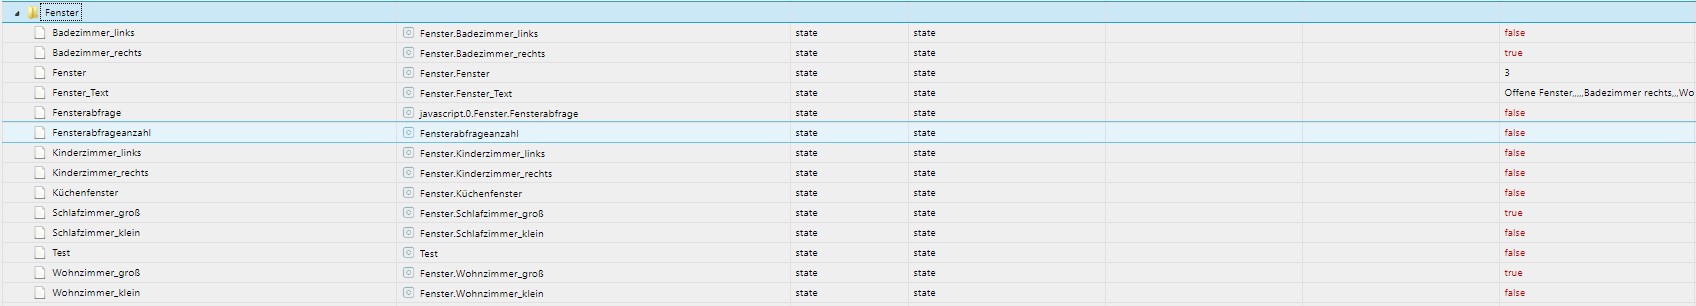 Fenster
Badezimmer_links Fenster.Badezimmer_links state state false
Badezimmer_rechts Fenster.Badezimmer_rechts state state true
Fenster Fenster.Fenster state state 3
Fenster_Text Fenster.Fenster_Text state state Offene Fenster,,,,,Badezimmer rechts,,,Wo
Fensterabfrage javascript.0.Fenster.Fensterabfrage state state false
Fensterabfrageanzahl Fensterabfrageanzahl state state false
Kinderzimmer_links Fenster.Kinderzimmer_links state state false
Kinderzimmer_rechts Fenster.Kinderzimmer_rechts state state false
Küchenfenster Fenster.Küchenfenster state state false
Schlafzimmer_groß Fenster.Schlafzimmer_groß state state true
Schlafzimmer_klein Fenster.Schlafzimmer_klein state state false
Test Test state state false
Wohnzimmer_groß Fenster.Wohnzimmer_groß state state true
Wohnzimmer_klein Fenster.Wohnzimmer_klein state state false